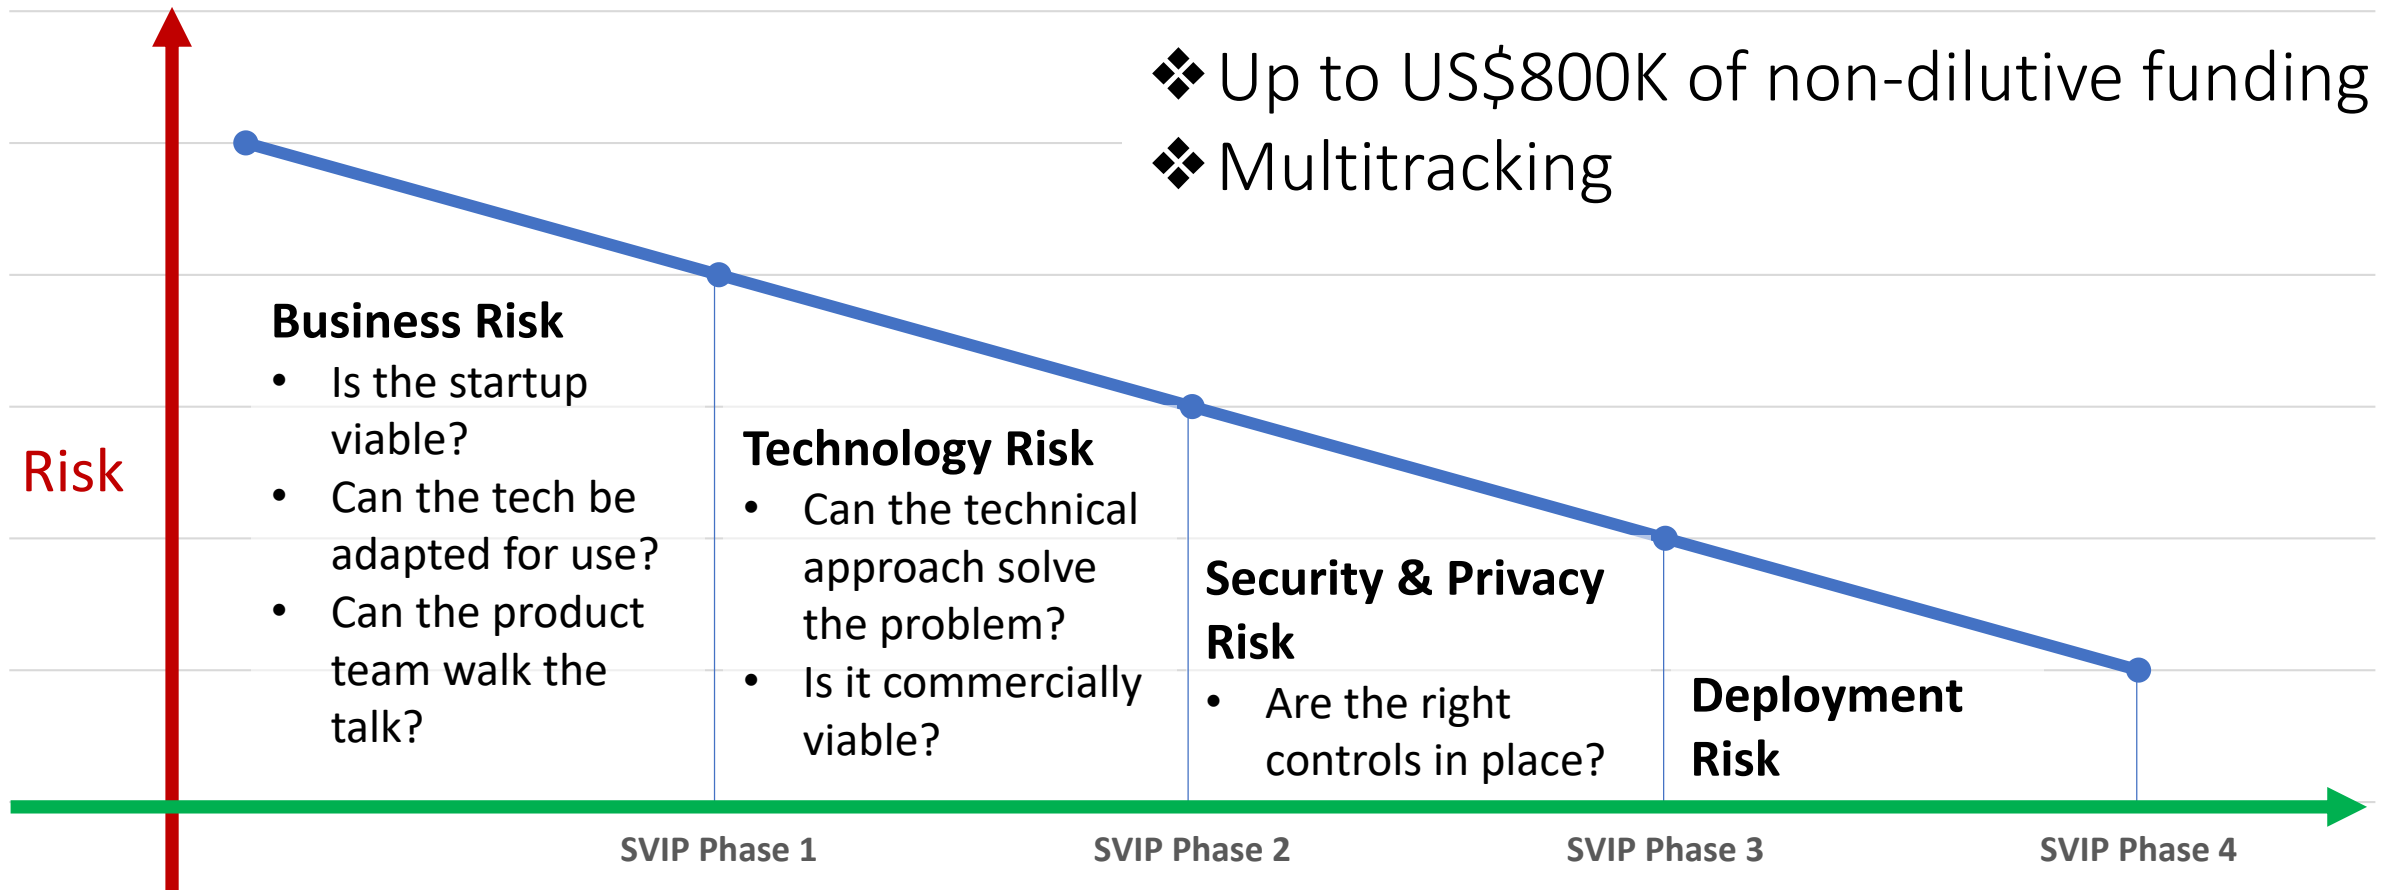 ❖ Up to US$800K of non-dilutive funding
❖ Multitracking
Risk
Business Risk
• Is the startup
viable?
• Can the tech be
adapted for use?
• Can the product
team walk the
talk?
Technology Risk
• Can the technical
approach solve
the problem?
• Is it commercially
viable?
Security & Privacy
Risk
• Are the right
controls in place?
Deployment
Risk
SVIP Phase 1
SVIP Phase 2
SVIP Phase 3
SVIP Phase 4